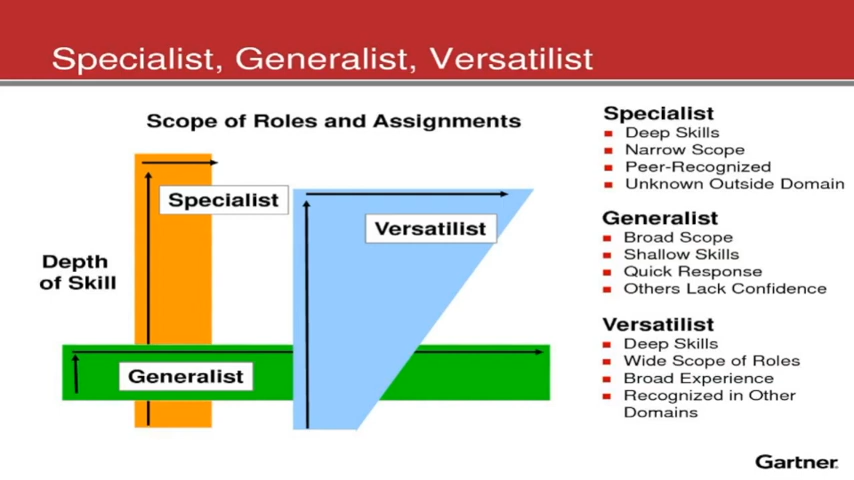 Specialist, Generalist, Versatilist
Scope of Roles and Assignments
Specialist
Versatilist
Depth
of Skill
Generalist
Specialist
Deep Skills
Narrow Scope
Peer-Recognized
Unknown Outside Domain
Generalist
Broad Scope
Shallow Skills
Quick Response
Others Lack Confidence
Versatilist
Deep Skills
Wide Scope of Roles
Broad Experience
Recognized in Other
Domains
Gartner